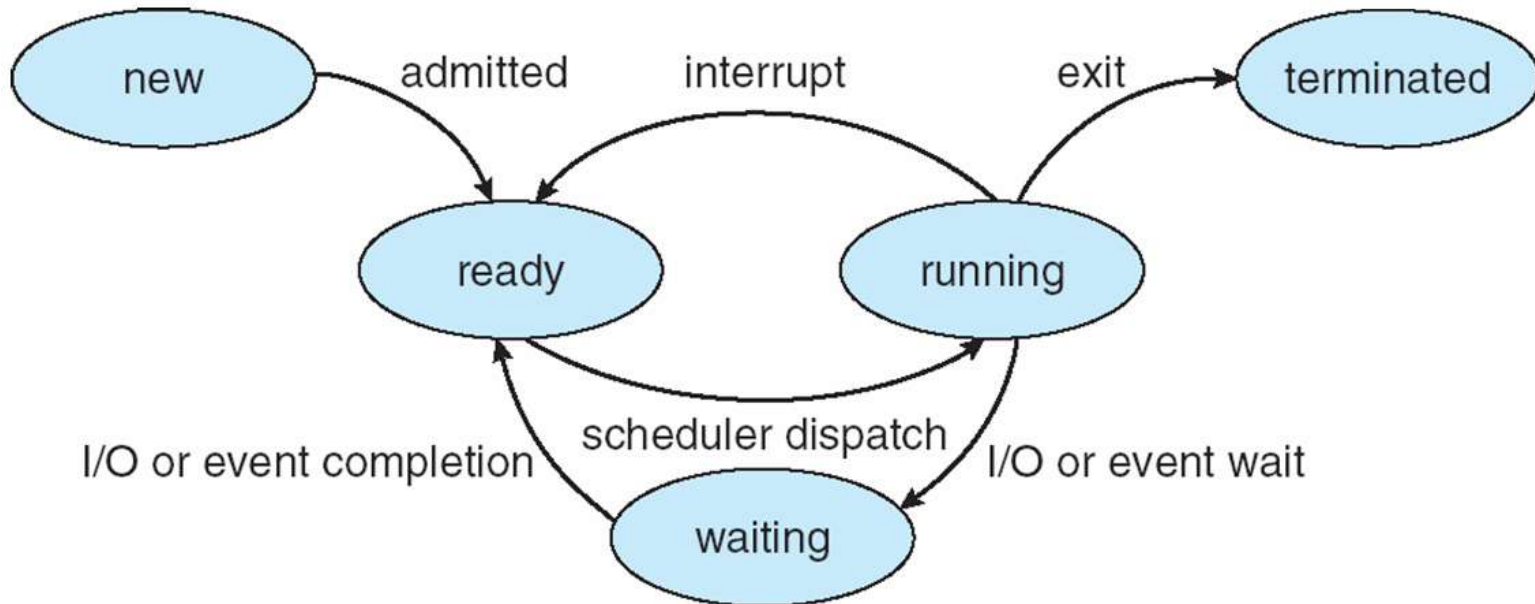 new
admitted
interrupt
exit
terminated
ready
running
scheduler dispatch
I/O or event completion
I/O or event wait
waiting